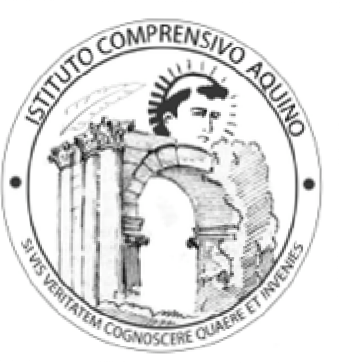 ISTITUTO COMPRENSIVO AQUINO
SI VIS VERITATEM COGNOSCERE QUAERE ET INVENIES